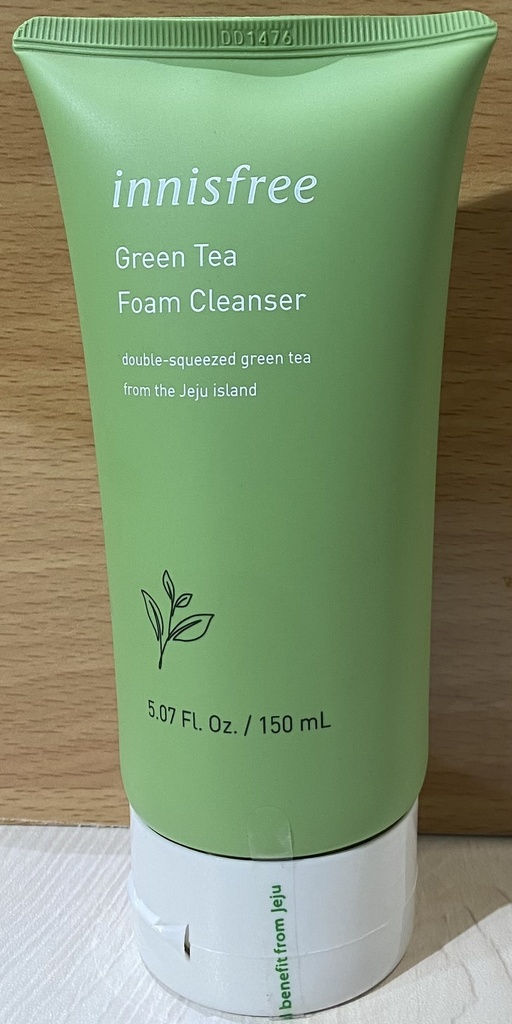 DD1476
innisfree
Green Tea
Foam Cleanser
double-squeezed green tea
from the Jeju island
5.07 Fl. Oz. / 150 mL
benefit from Jeju